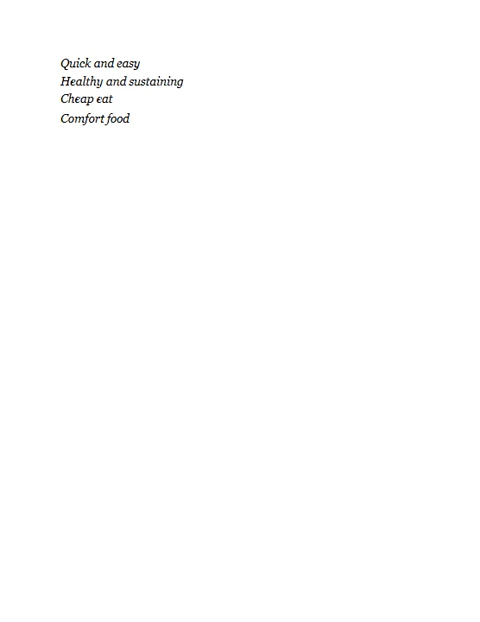 Quick and easy
Healthy and sustaining
Cheap eat
Comfort food